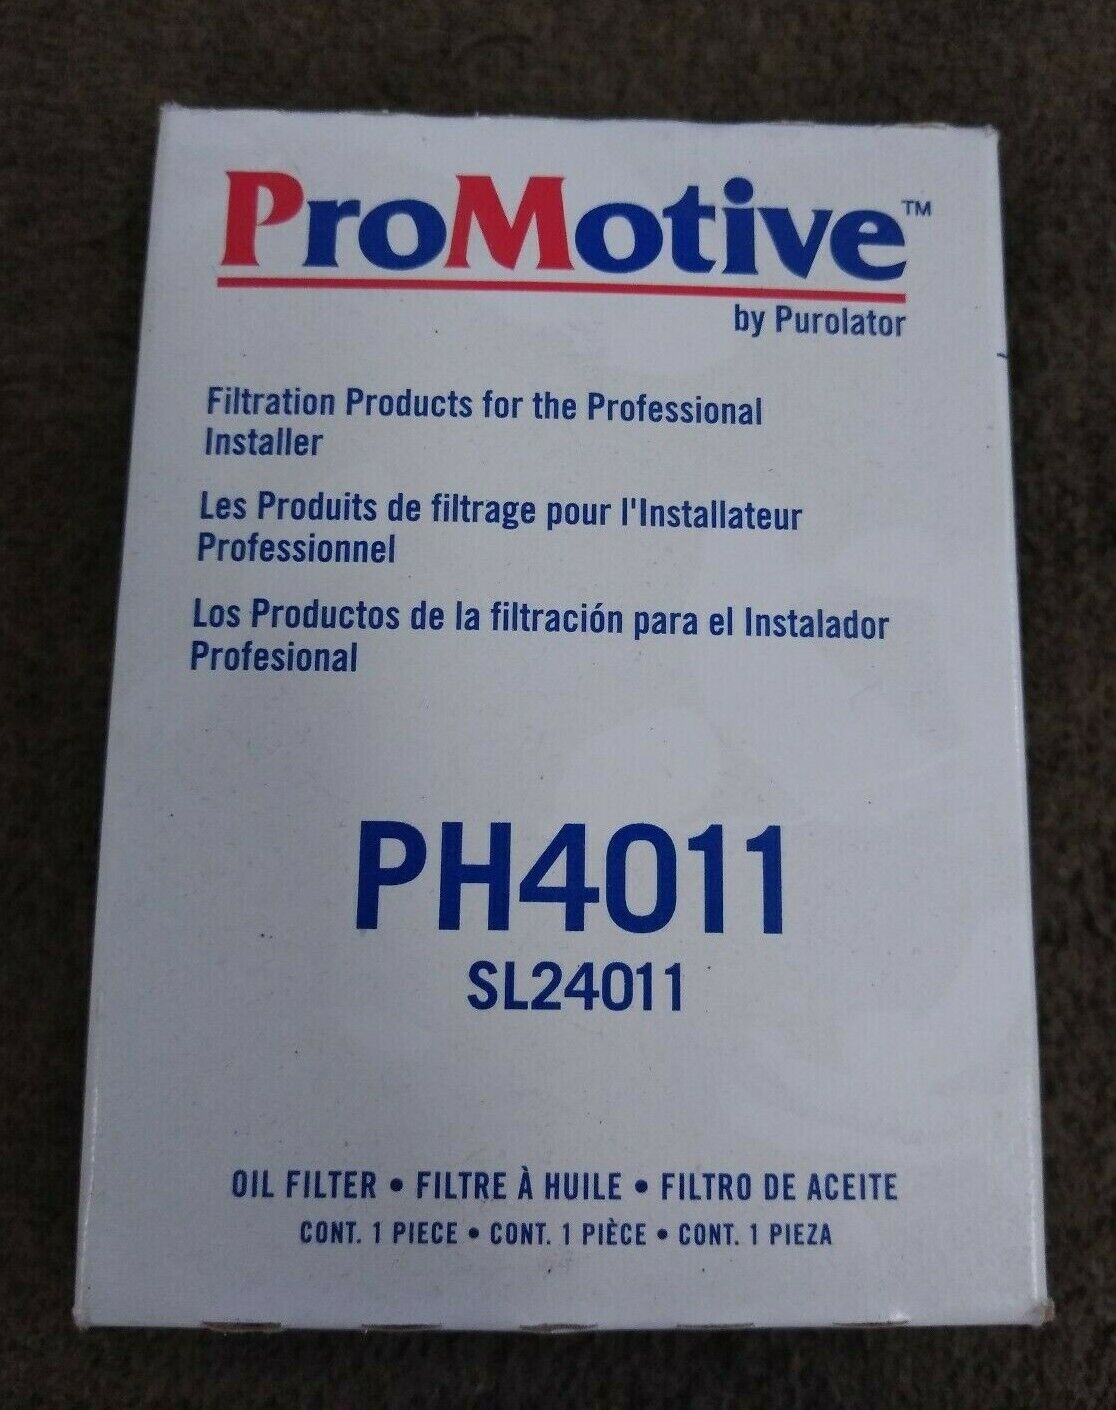 ProMotive™
by Purolator
Filtration Products for the Professional
Installer
Les Produits de filtrage pour l'Installateur
Professionnel
Los Productos de la filtración para el Instalador
Profesional
PH4011
SL24011
OIL FILTER • FILTRE À HUILE • FILTRO DE ACEITE
CONT. 1 PIECE • CONT. 1 PIÈCE • CONT. 1 PIEZA